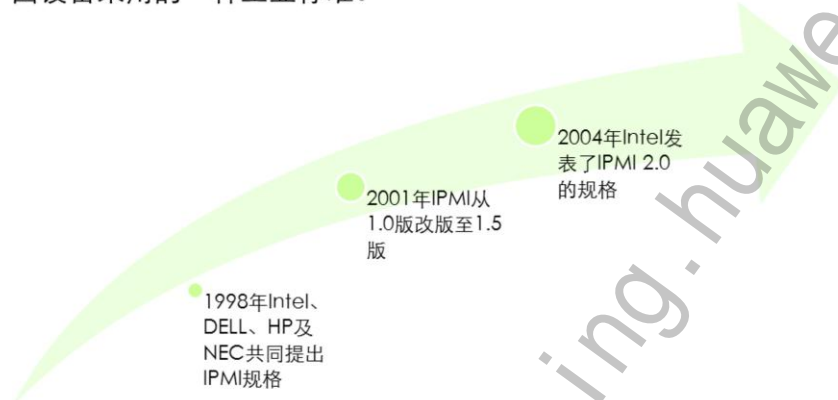 1998年Intel、
DELL、HP及
NEC共同提出
IPMI规格
2001年IPMI从
1.0版改版至1.5
版
2004年Intel发
表了IPMI 2.0
的规格
ing.huawe